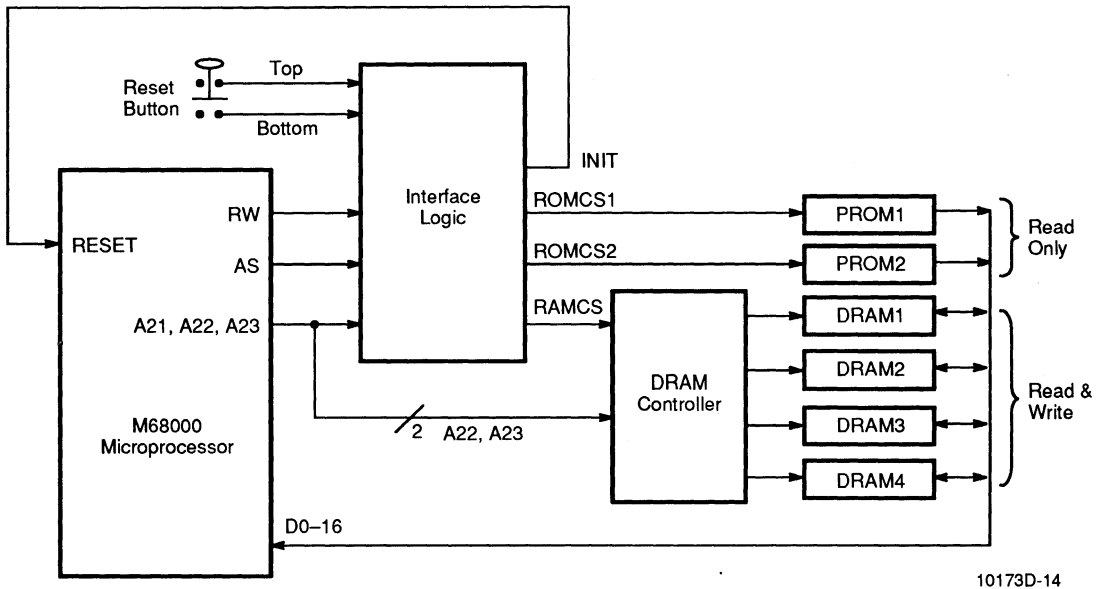 Top
Reset
Button
Bottom
INIT
Interface
Logic
ROMCS1
PROM1
Read
Only
RW
RESET
ROMCS2
PROM2
AS
RAMCS
DRAM1
A21, A22, A23
DRAM2
DRAM
Controller
Read &
Write
M68000
Microprocessor
2
A22, A23
DRAM3
DRAM4
D0–16
10173D-14